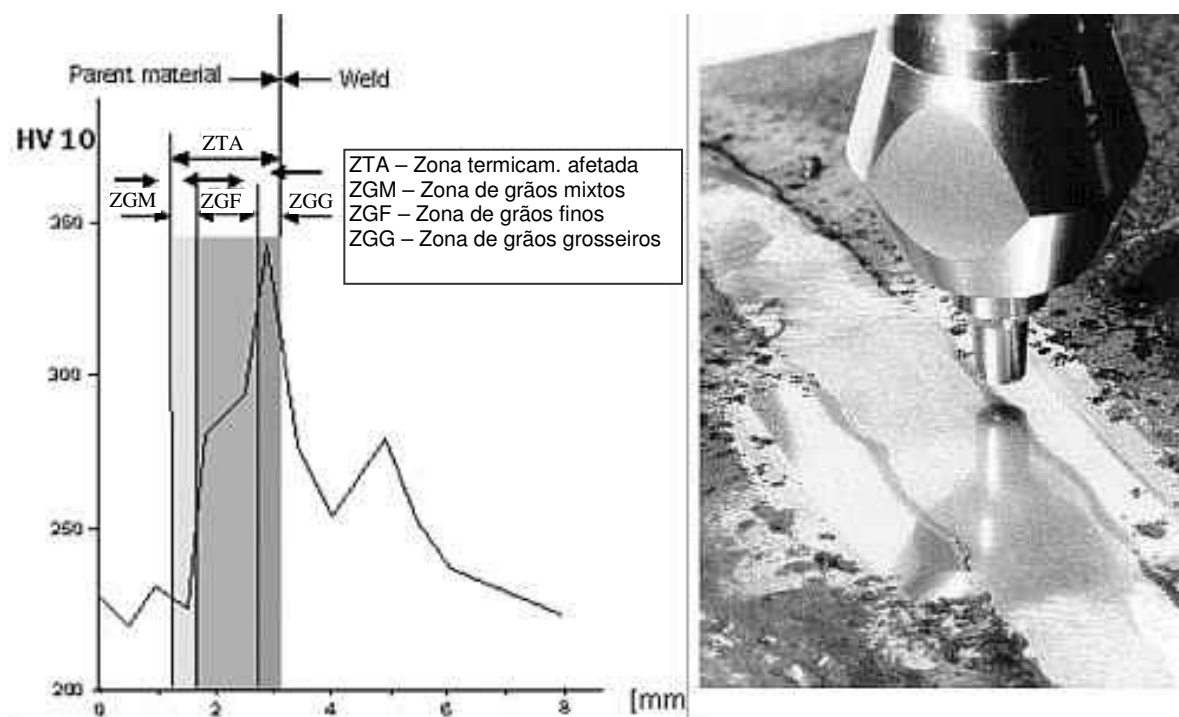 Parent material
Weld
HV 10
ZTA
ZGM
ZGF
ZGG
ZTA – Zona termicam. afetada
ZGM – Zona de grãos mixtos
ZGF – Zona de grãos finos
ZGG – Zona de grãos grosseiros
350
300
250
200
0
2
4
6
8
[mm